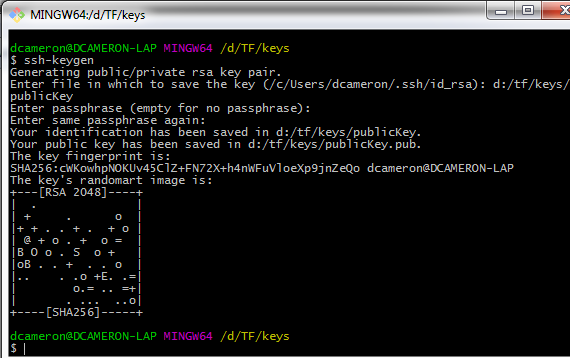 MINGW64:/d/TF/keys
dcameron@DCAMERON-LAP MINGW64 /d/TF/keys
$ ssh-keygen
Generating public/private rsa key pair.
Enter file in which to save the key (/c/Users/dcameron/.ssh/id_rsa): d:/tf/keys/
publicKey
Enter passphrase (empty for no passphrase):
Enter same passphrase again:
Your identification has been saved in d:/tf/keys/publicKey.
Your public key has been saved in d:/tf/keys/publicKey.pub.
The key fingerprint is:
SHA256:cWKowhpNOKUv45ClZ+FN72X+h4nWFuVloeXp9jnZeQo dcameron@DCAMERON-LAP
The key's randomart image is:
+---[RSA 2048]----+
|  .              |
| +     .      o  |
|+ + . . + .  + o |
| @ + o . +  o =  |
|B O o . S  o +   |
|oB . . +  . . o  |
|..    . .o +E. .=|
|        o.= .. =+|
|       . ...  ..o|
+----[SHA256]-----+
dcameron@DCAMERON-LAP MINGW64 /d/TF/keys
$